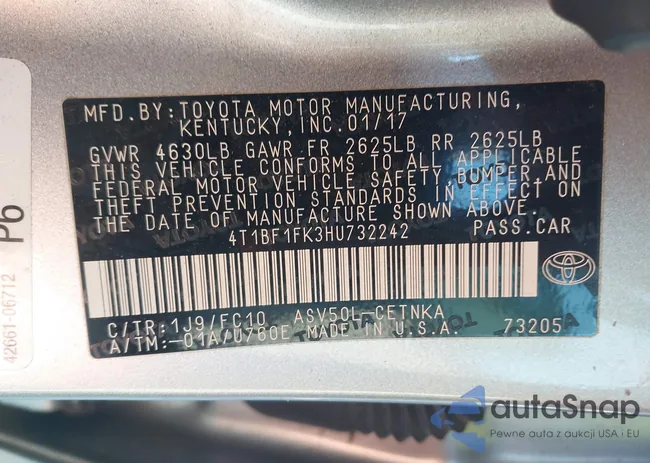 MFD.BY:TOYOTA MOTOR MANUFACTURING,
KENTUCKY,INC.01/17
GVWR 4630LB GAWR FR 2625LB RR 2625LB
THIS VEHICLE CONFORMS TO ALL APPLICABLE
FEDERAL MOTOR VEHICLE SAFETY,BUMPER,AND
THEFT PREVENTION STANDARDS IN EFFECT ON
THE DATE OF MANUFACTURE SHOWN ABOVE.
4T1BF1FK3HU732242 PASS.CAR
C/TR:1J9/FC10 ASV50L-CETNKA
A/TM:-01A/U760E MADE IN U.S.A. 73205
P6
42661-06712
autaSnap
Pewne auta z aukcji USA i EU